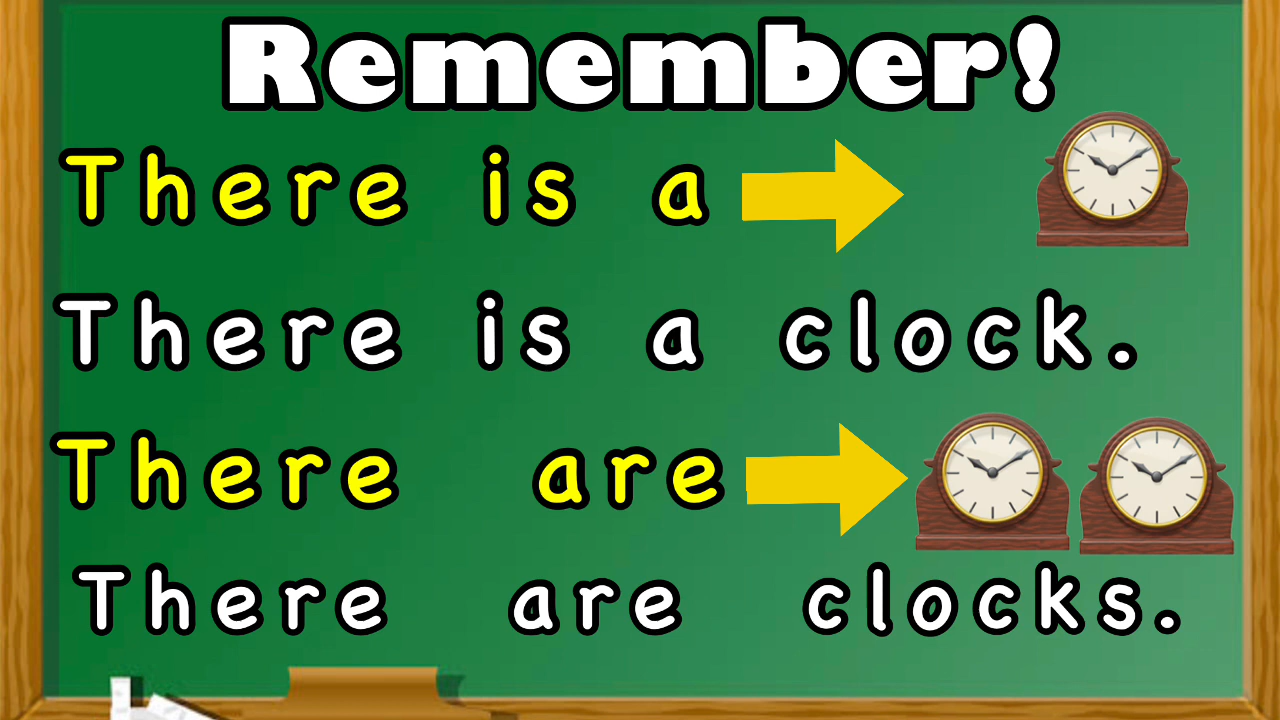 Remember!
There is a
There is a clock.
There are
There are clocks.